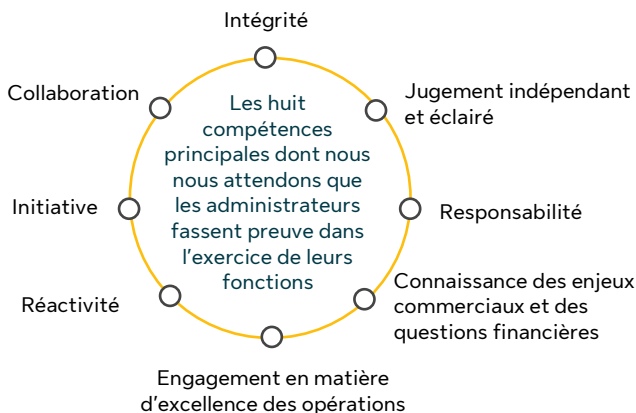 Intégrité
Jugement indépendant
et éclairé
Responsabilité
Connaissance des enjeux
commerciaux et des
questions financières
Engagement en matière
d'excellence des opérations
Réactivité
Initiative
Collaboration
Les huit
compétences
principales dont nous
nous attendons que
les administrateurs
fassent preuve dans
l'exercice de leurs
fonctions